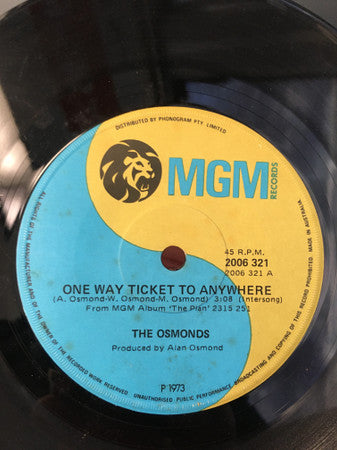 DISTRIBUTED BY PHONOGRAM PTY. LIMITED
MGM
RECORDS
45 R.P.M.
2006 321
2006 321 A
ONE WAY TICKET TO ANYWHERE
(A. Osmond-W. Osmond-M. Osmond) 3:08 (Intersong)
From MGM Album 'The Plan' 2315 251
THE OSMONDS
Produced by Alan Osmond
P 1973
ALL RIGHTS OF THE MANUFACTURER AND OF THE OWNER OF THE RECORDED WORK RESERVED. UNAUTHORISED PUBLIC PERFORMANCE BROADCASTING AND COPYING OF THIS RECORD PROHIBITED. MADE IN AUSTRALIA.